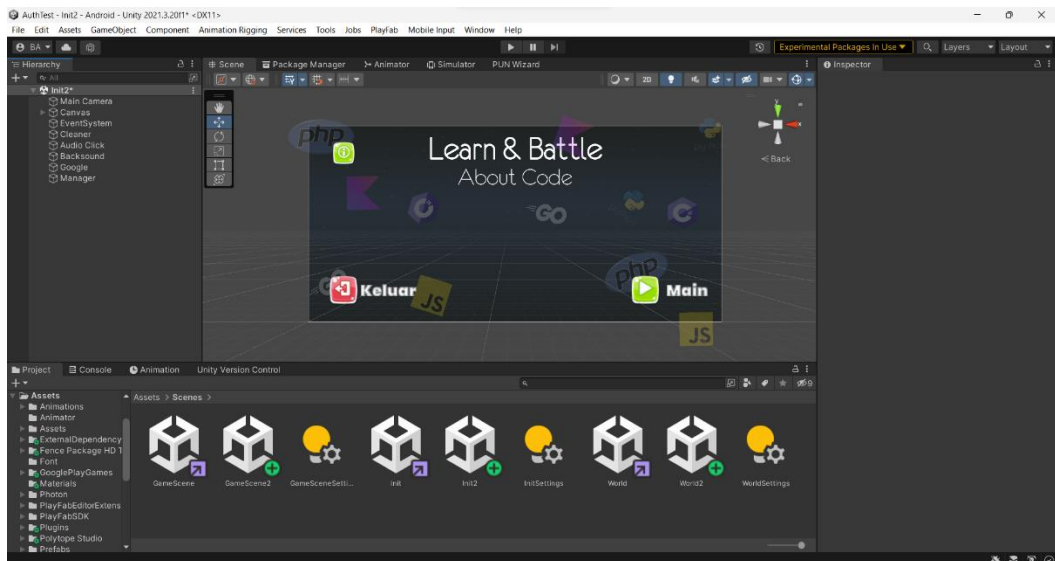 AuthTest - Init2 - Android - Unity 2021.3.20f1* <DX11>
File Edit Assets GameObject Component Animation Rigging Services Tools Jobs PlayFab Mobile Input Window Help
BA
Experimental Packages In Use
Layers
Layout
Hierarchy
Scene
Package Manager
Animator
Simulator
PUN Wizard
Inspector
All
2D
Init2*
Main Camera
Canvas
EventSystem
Cleaner
Audio Click
Backsound
Google
Manager
Back
php
Learn & Battle
About Code
GO
php
Keluar
JS
Main
JS
Project
Console
Animation
Unity Version Control
9
Assets
Assets > Scenes >
Animations
Animator
Assets
ExternalDependency
Fence Package HD 1
Font
GooglePlayGames
Materials
Photon
PlayFabEditorExtens
PlayFabSDK
Plugins
Polytope Studio
Prefabs
GameScene
GameScene2
GameSceneSetti...
Init
Init2
InitSettings
World
World2
WorldSettings